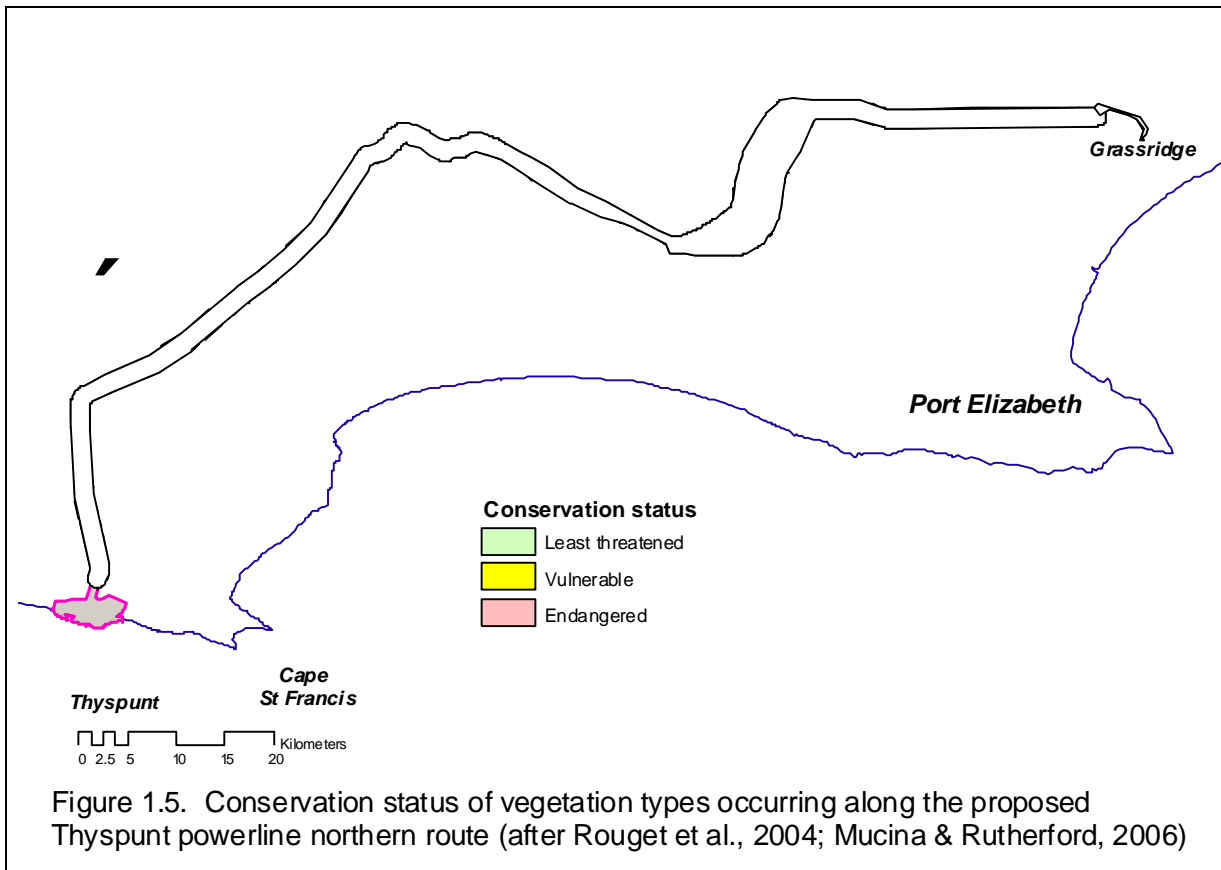 Grassridge
Port Elizabeth
Conservation status
Least threatened
Vulnerable
Endangered
Cape
St Francis
Thyspunt
Kilometers
0 2.5 5 10 15 20
Figure 1.5. Conservation status of vegetation types occurring along the proposed
Thyspunt powerline northern route (after Rouget et al., 2004; Mucina & Rutherford, 2006)